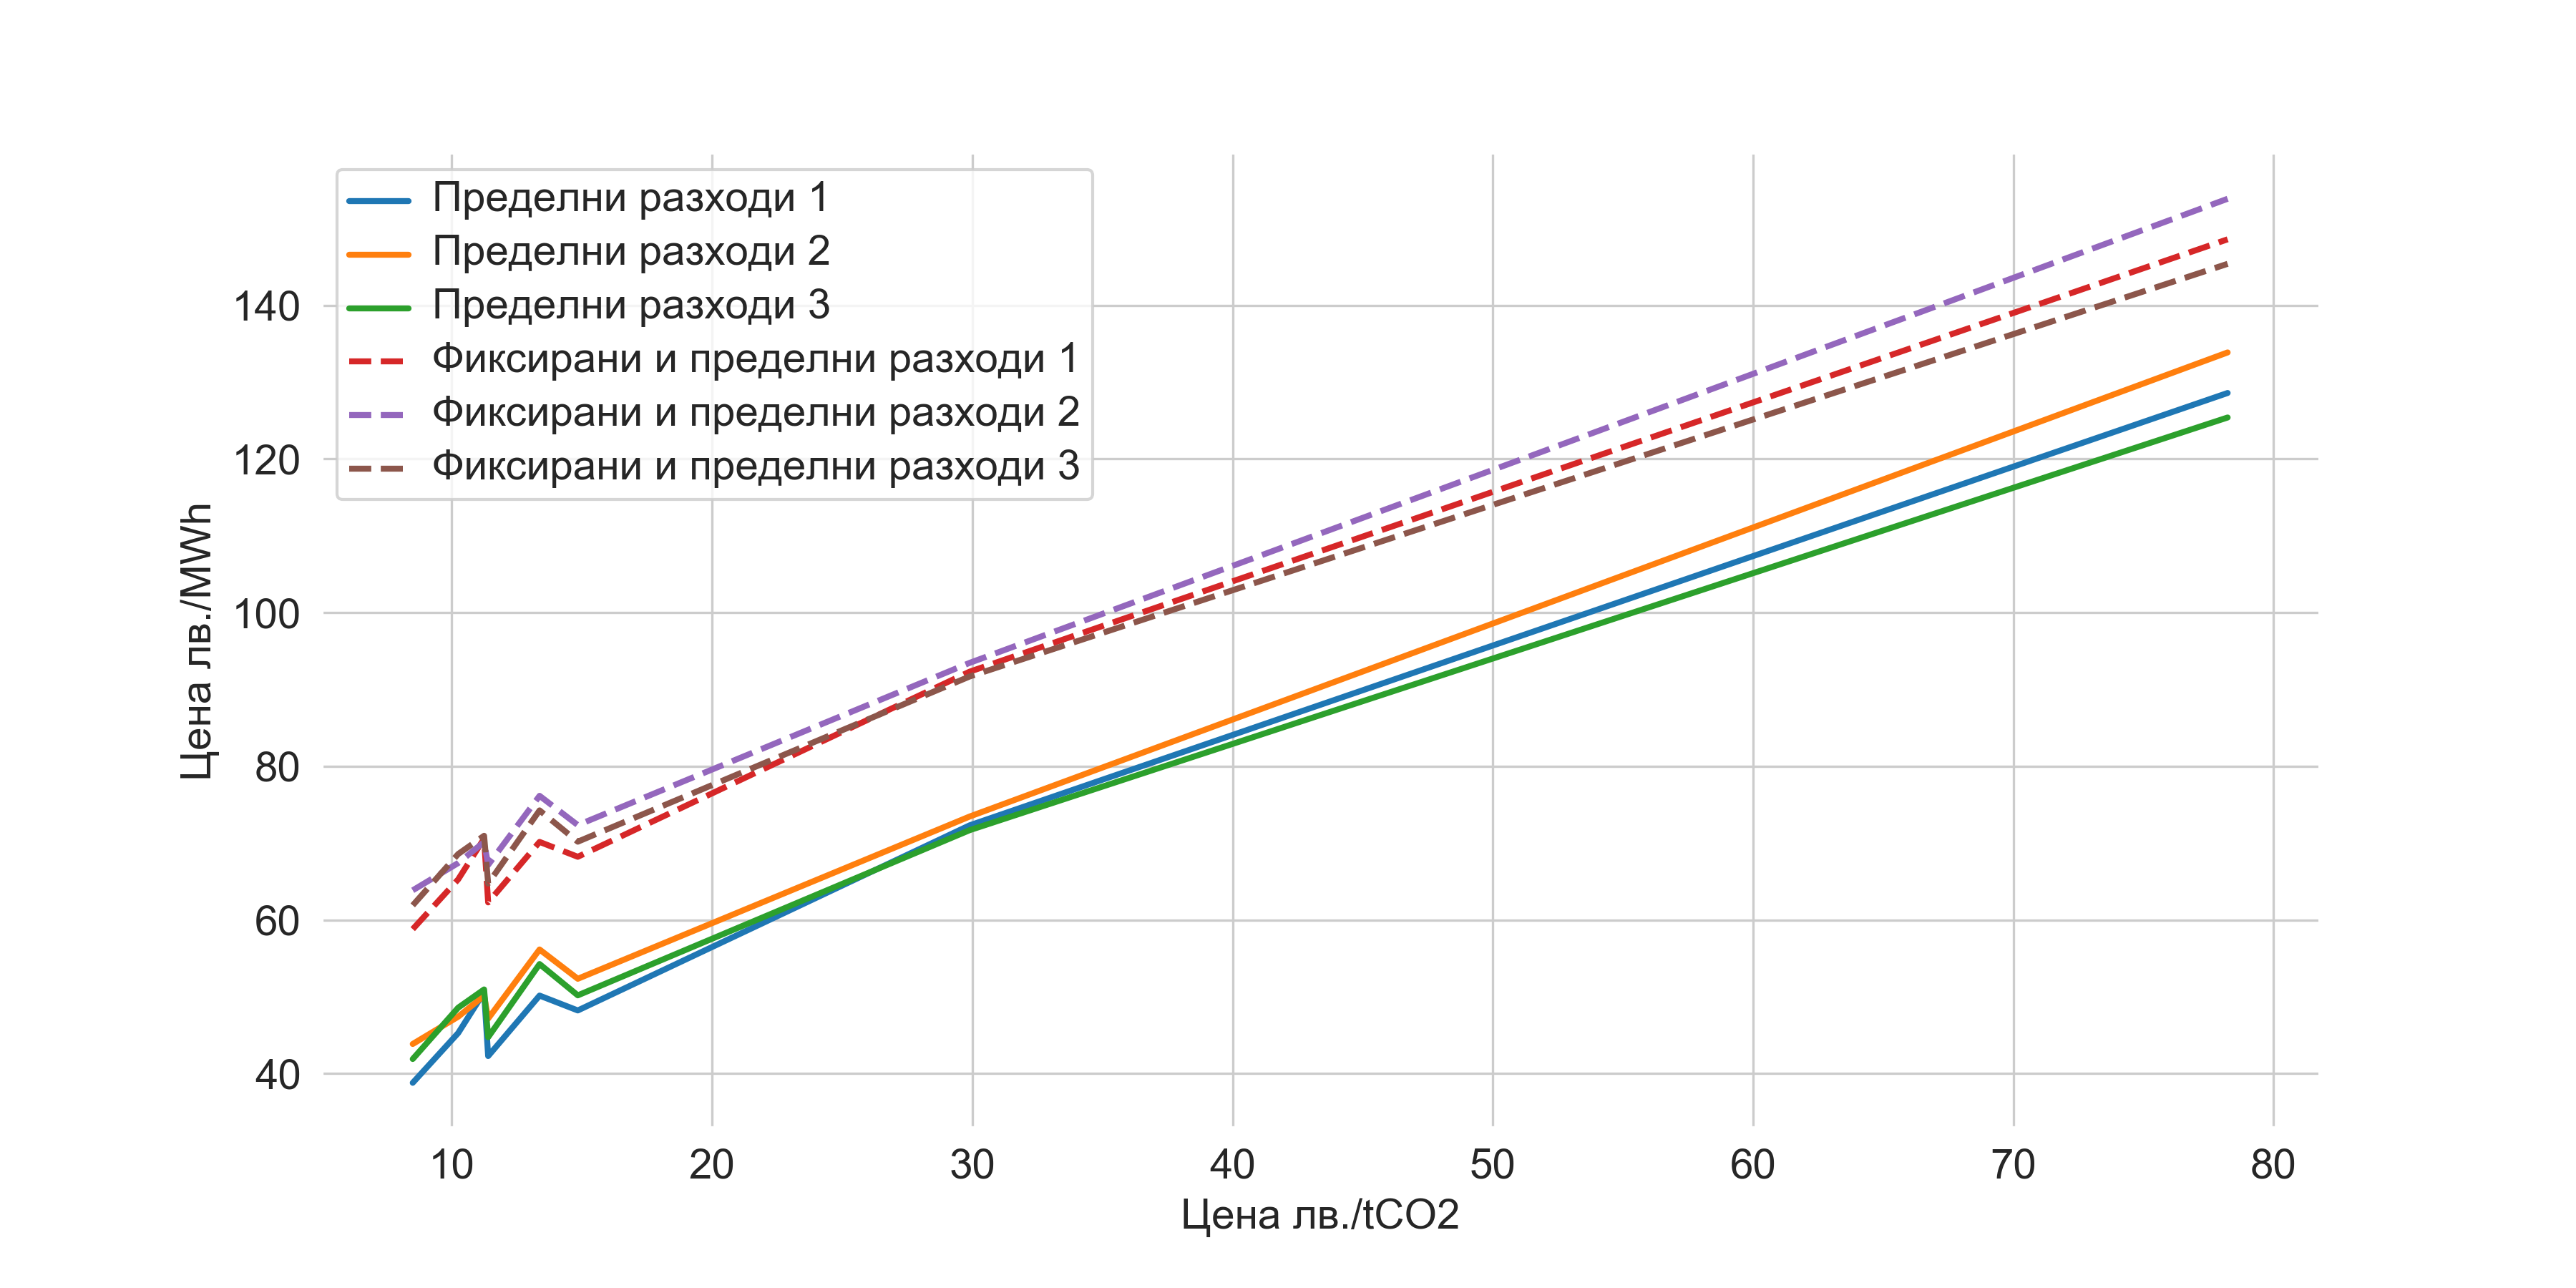 Пределни разходи 1
Пределни разходи 2
Пределни разходи 3
Фиксирани и пределни разходи 1
Фиксирани и пределни разходи 2
Фиксирани и пределни разходи 3
140
120
100
80
60
40
Цена лв./MWh
10 20 30 40 50 60 70 80
Цена лв./tCO2